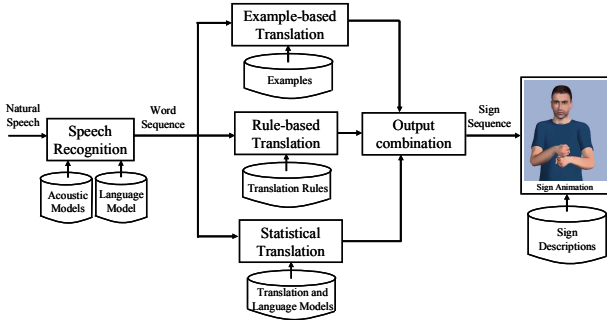 Example-based
Translation
Examples
Natural
Speech
Speech
Recognition
Acoustic
Models
Language
Model
Word
Sequence
Rule-based
Translation
Translation Rules
Statistical
Translation
Translation and
Language Models
Output
combination
Sign
Sequence
Sign Animation
Sign
Descriptions